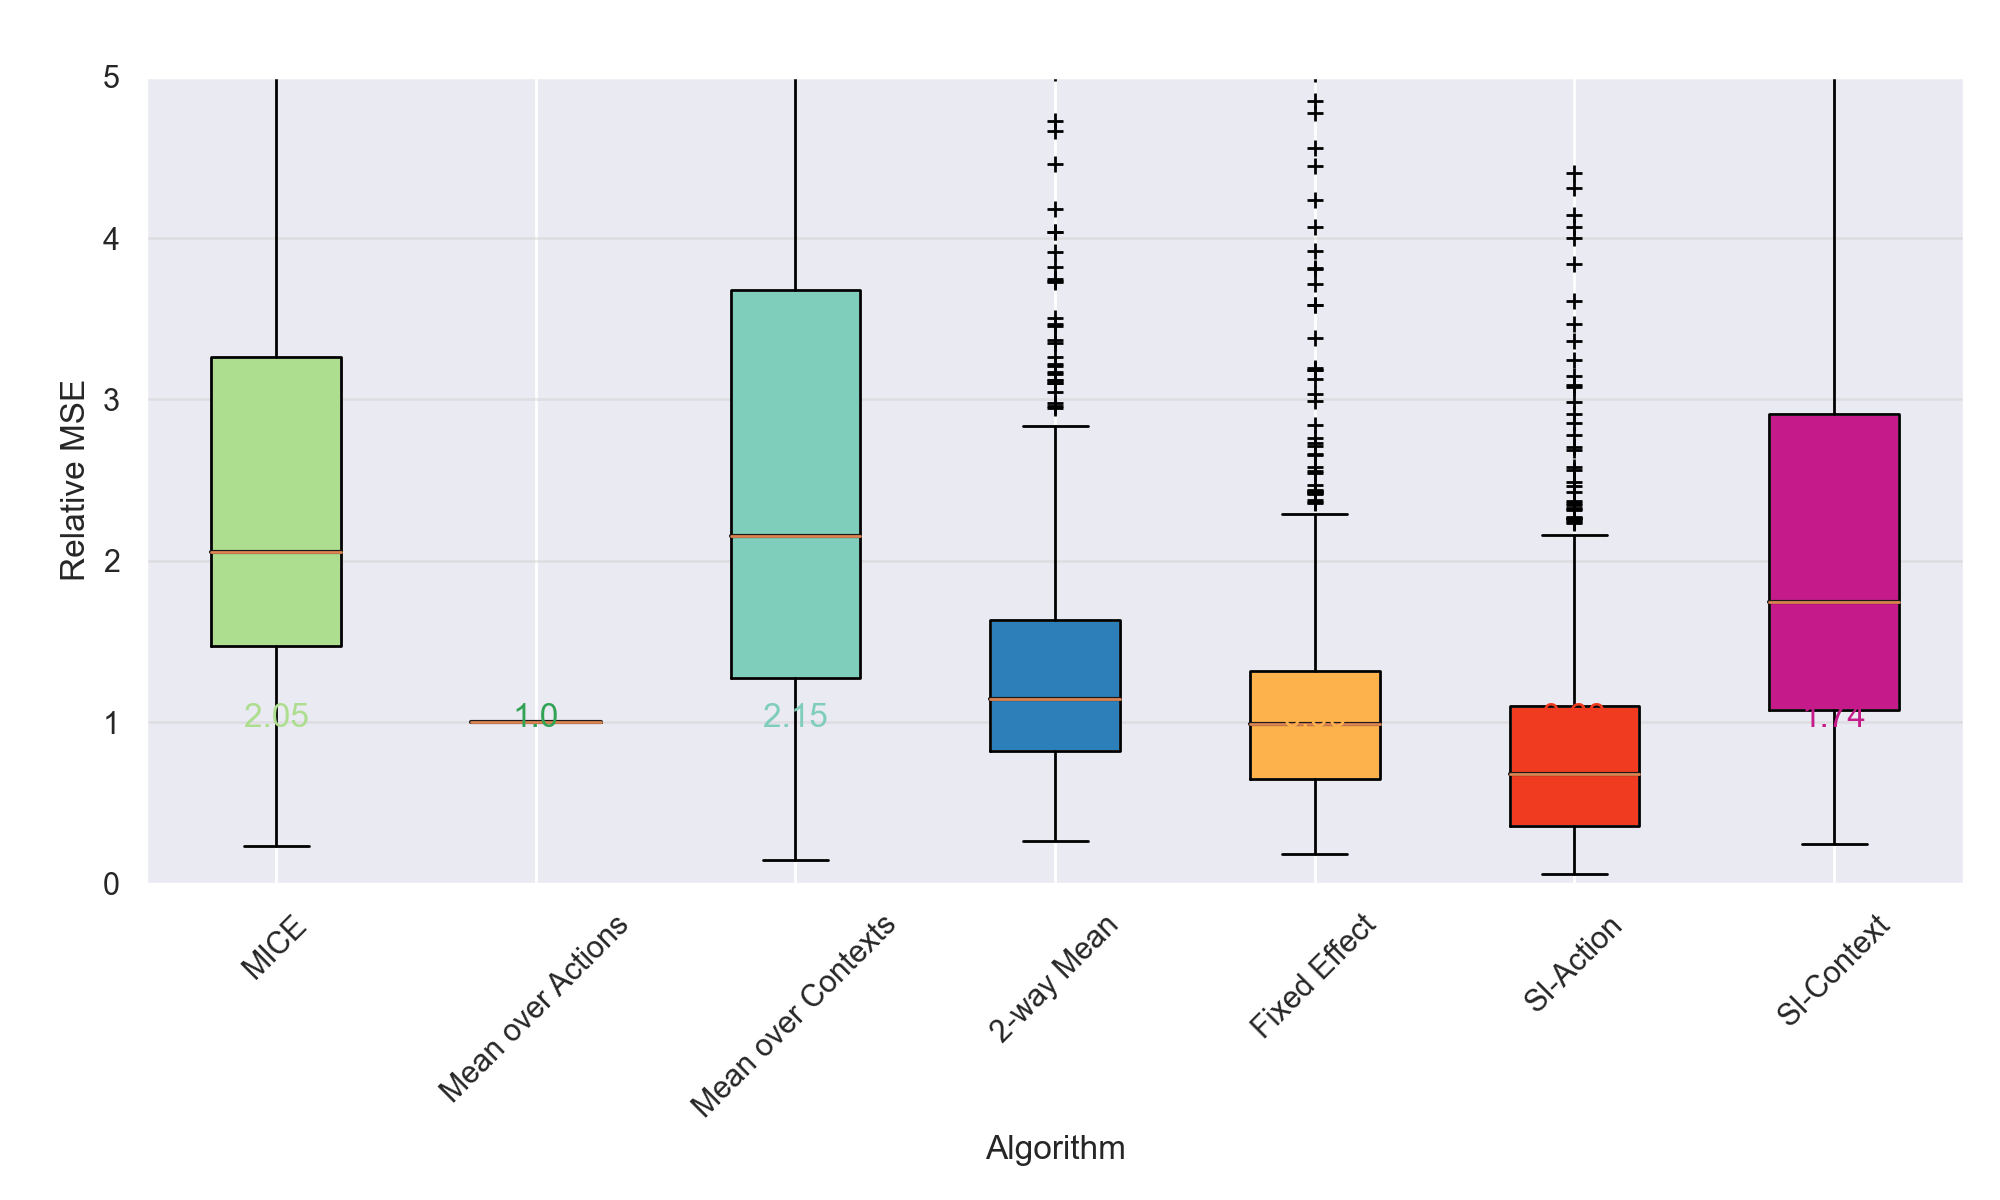 5
4
3
2
1
0
Relative MSE
2.05
1.0
2.15
1.74
MICE
Mean over Actions
Mean over Contexts
2-way Mean
Fixed Effect
SI-Action
SI-Context
Algorithm